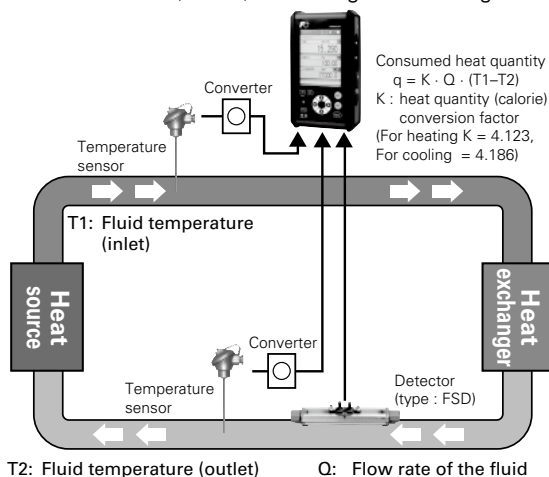 Consumed heat quantity
q = K · Q · (T1–T2)
K : heat quantity (calorie)
conversion factor
(For heating K = 4.123,
For cooling = 4.186)
Converter
Temperature
sensor
T1: Fluid temperature
(inlet)
Heat
source
Heat
exchanger
Converter
Temperature
sensor
Detector
(type : FSD)
T2: Fluid temperature (outlet)
Q: Flow rate of the fluid